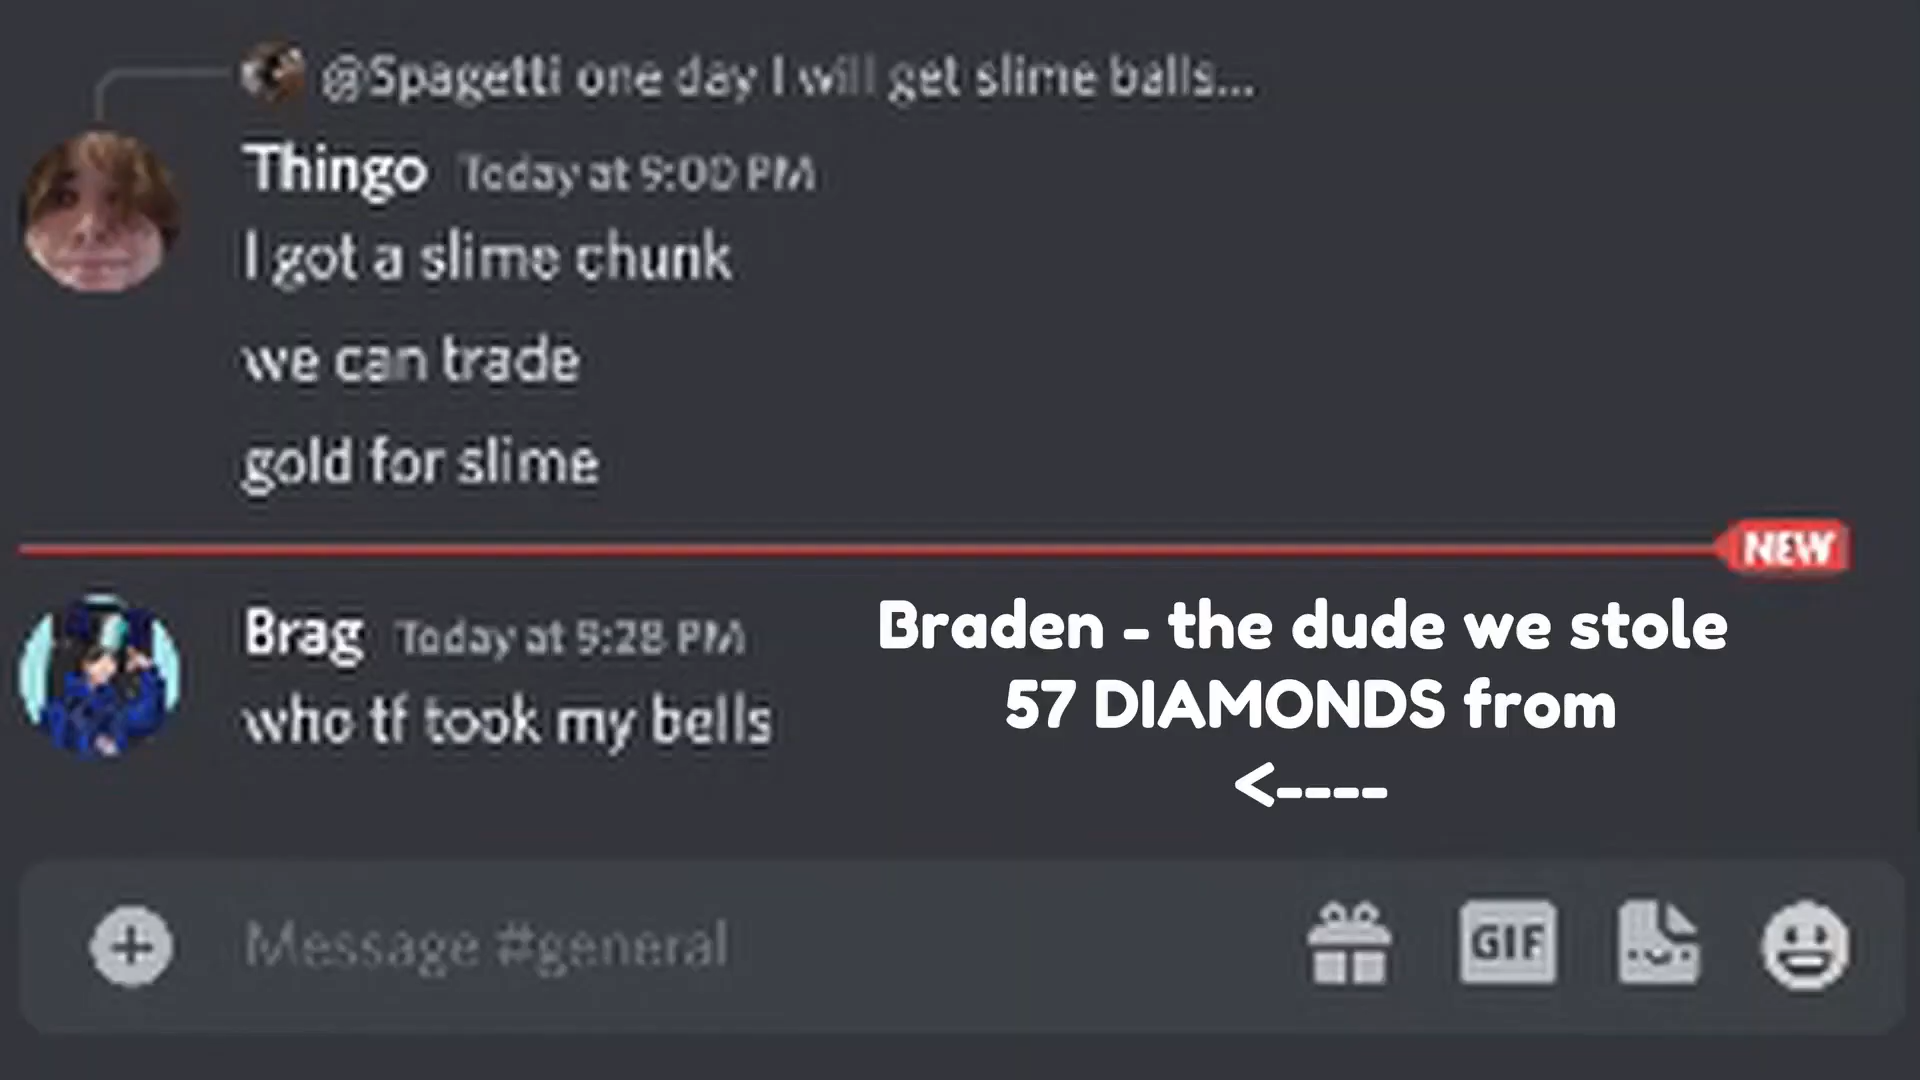 @Spagetti one day I will get slime balls...
Thingo Today at 9:00 PM
I got a slime chunk
we can trade
gold for slime
NEW
Brag Today at 9:28 PM
who tf took my bells
Braden - the dude we stole
57 DIAMONDS from
<----
Message #general
GIF